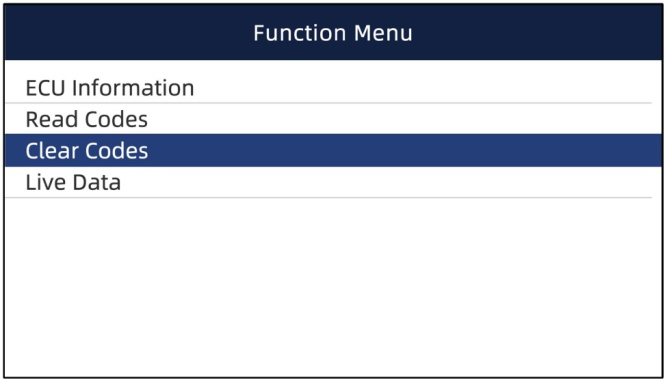 Function Menu
ECU Information
Read Codes
Clear Codes
Live Data